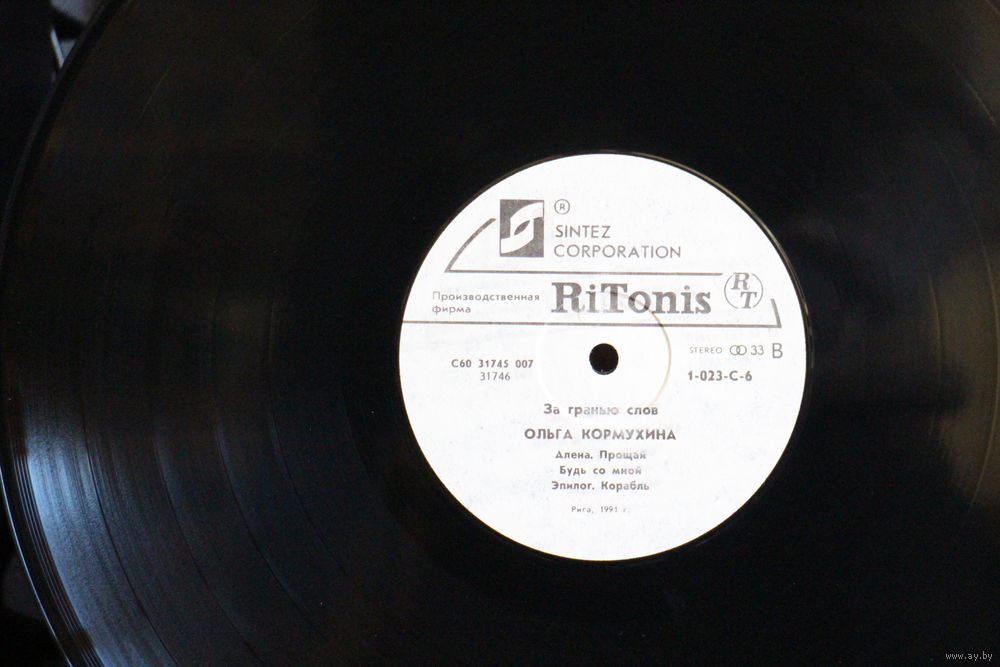 ®
SINTEZ
CORPORATION
Производственная
фирма
RiTonis
RT
С60 31745 007
31746
STEREO 33 B
1-023-C-6
За гранью слов
ОЛЬГА КОРМУХИНА
Алена. Прощай
Будь со мной
Эпилог. Корабль
Рига, 1991 г.
www.ay.by